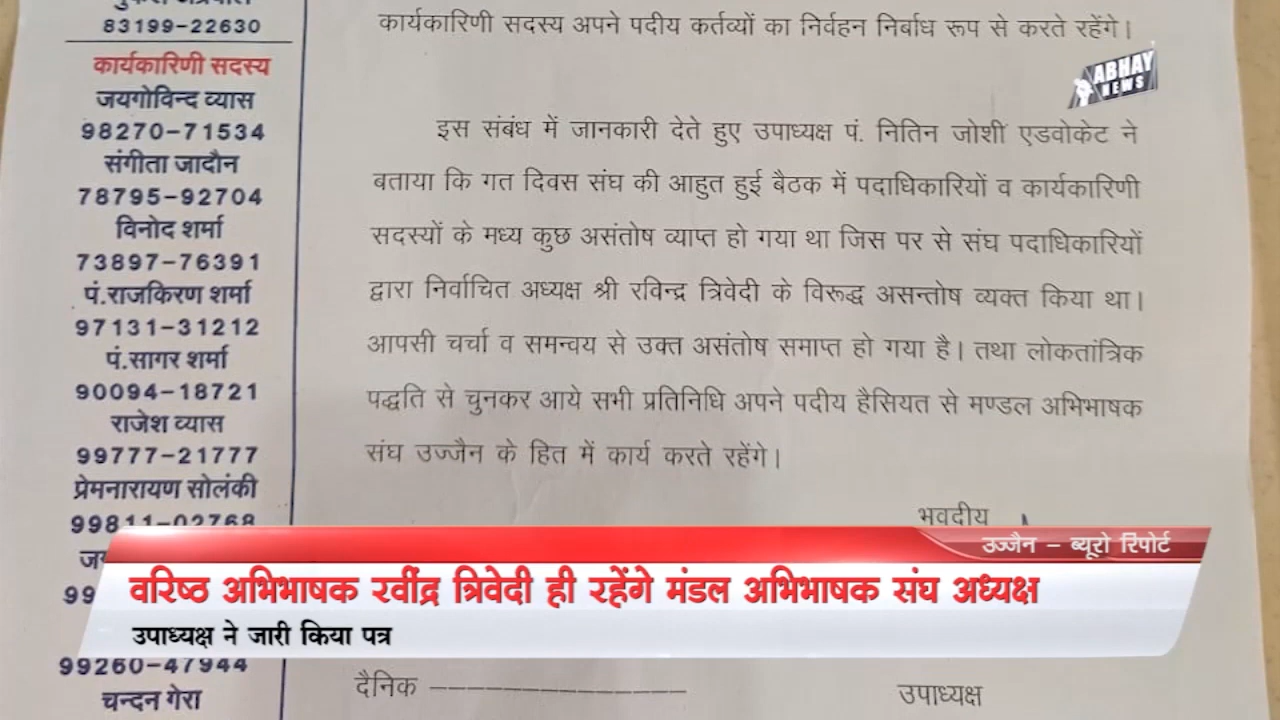 83199-22630
कार्यकारिणी सदस्य
जयगोविन्द व्यास
98270-71534
संगीता जादौन
78795-92704
विनोद शर्मा
73897-76391
पं.राजकिरण शर्मा
97131-31212
पं.सागर शर्मा
90094-18721
राजेश व्यास
99777-21777
प्रेमनारायण सोलंकी
99811-02768
99
99260-47944
चन्दन गेरा
कार्यकारिणी सदस्य अपने पदीय कर्तव्यों का निर्वहन निर्बाध रूप से करते रहेंगे।
ABHAY
NEWS
इस संबंध में जानकारी देते हुए उपाध्यक्ष पं. नितिन जोशी एडवोकेट ने
बताया कि गत दिवस संघ की आहुत हुई बैठक में पदाधिकारियों व कार्यकारिणी
सदस्यों के मध्य कुछ असंतोष व्याप्त हो गया था जिस पर से संघ पदाधिकारियों
द्वारा निर्वाचित अध्यक्ष श्री रविन्द्र त्रिवेदी के विरूद्ध असन्तोष व्यक्त किया था।
आपसी चर्चा व समन्वय से उक्त असंतोष समाप्त हो गया है। तथा लोकतांत्रिक
पद्धति से चुनकर आये सभी प्रतिनिधि अपने पदीय हैसियत से मण्डल अभिभाषक
संघ उज्जैन के हित में कार्य करते रहेंगे।
भवदीय
उज्जैन - ब्यूरो रिपोर्ट
वरिष्ठ अभिभाषक रवींद्र त्रिवेदी ही रहेंगे मंडल अभिभाषक संघ अध्यक्ष
उपाध्यक्ष ने जारी किया पत्र
दैनिक ------------------
उपाध्यक्ष